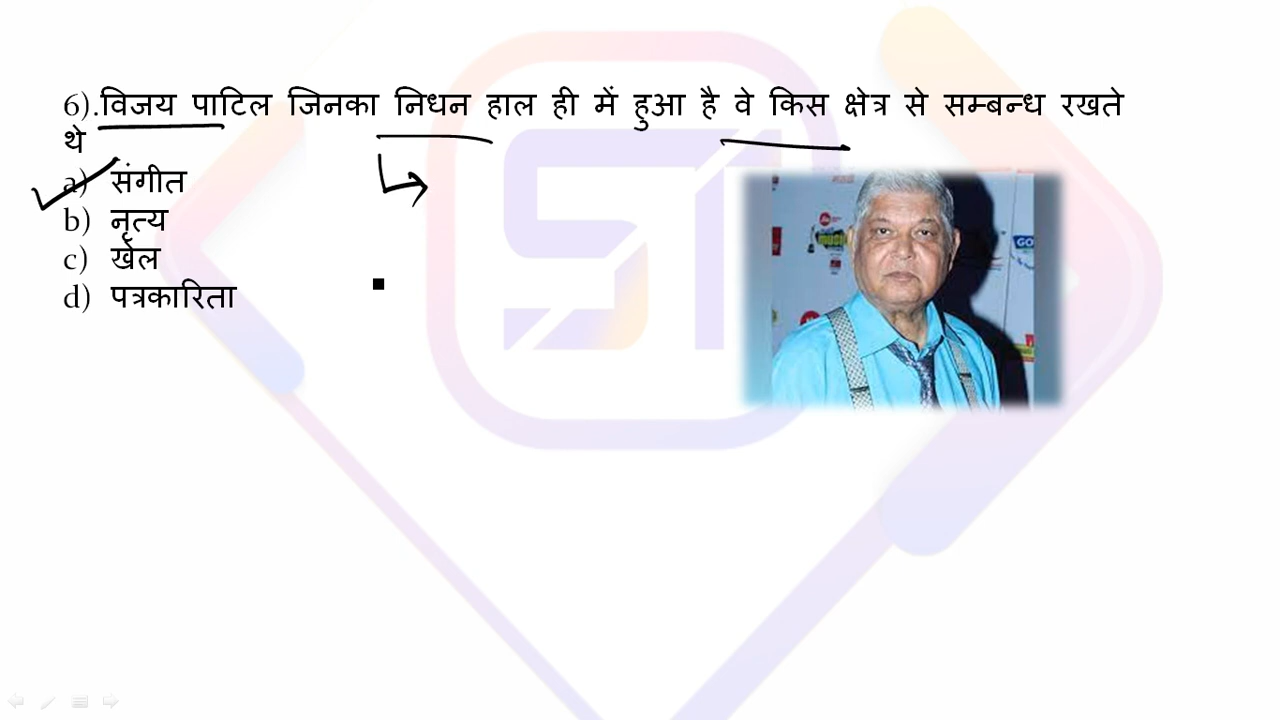 6).विजय पाटिल जिनका निधन हाल ही में हुआ है वे किस क्षेत्र से सम्बन्ध रखते
थे
a) संगीत
b) नृत्य
c) खेल
d) पत्रकारिता